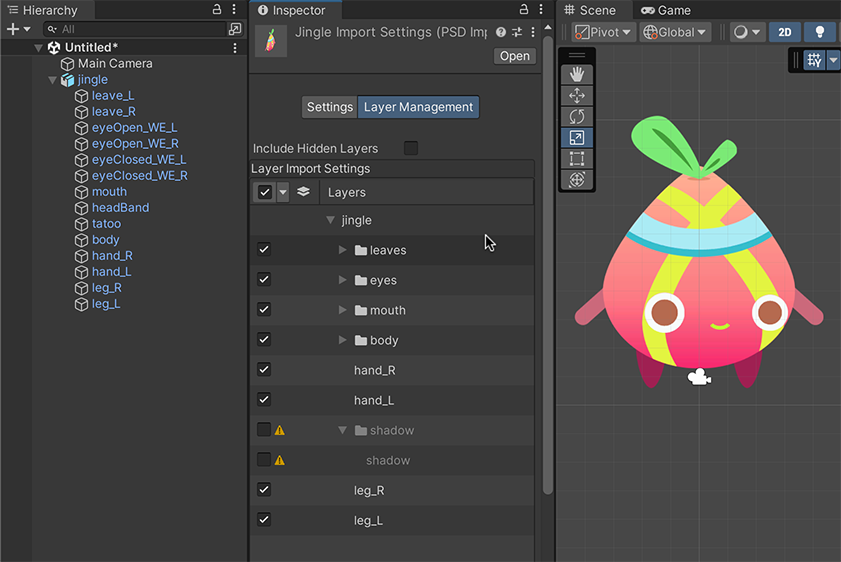 Hierarchy
All
Untitled*
Main Camera
jingle
leave_L
leave_R
eyeOpen_WE_L
eyeOpen_WE_R
eyeClosed_WE_L
eyeClosed_WE_R
mouth
headBand
tatoo
body
hand_R
hand_L
leg_R
leg_L
Inspector
Jingle Import Settings (PSD Imp
Open
Settings
Layer Management
Include Hidden Layers
Layer Import Settings
Layers
jingle
leaves
eyes
mouth
body
hand_R
hand_L
shadow
shadow
leg_R
leg_L
Scene
Game
Pivot
Global
2D